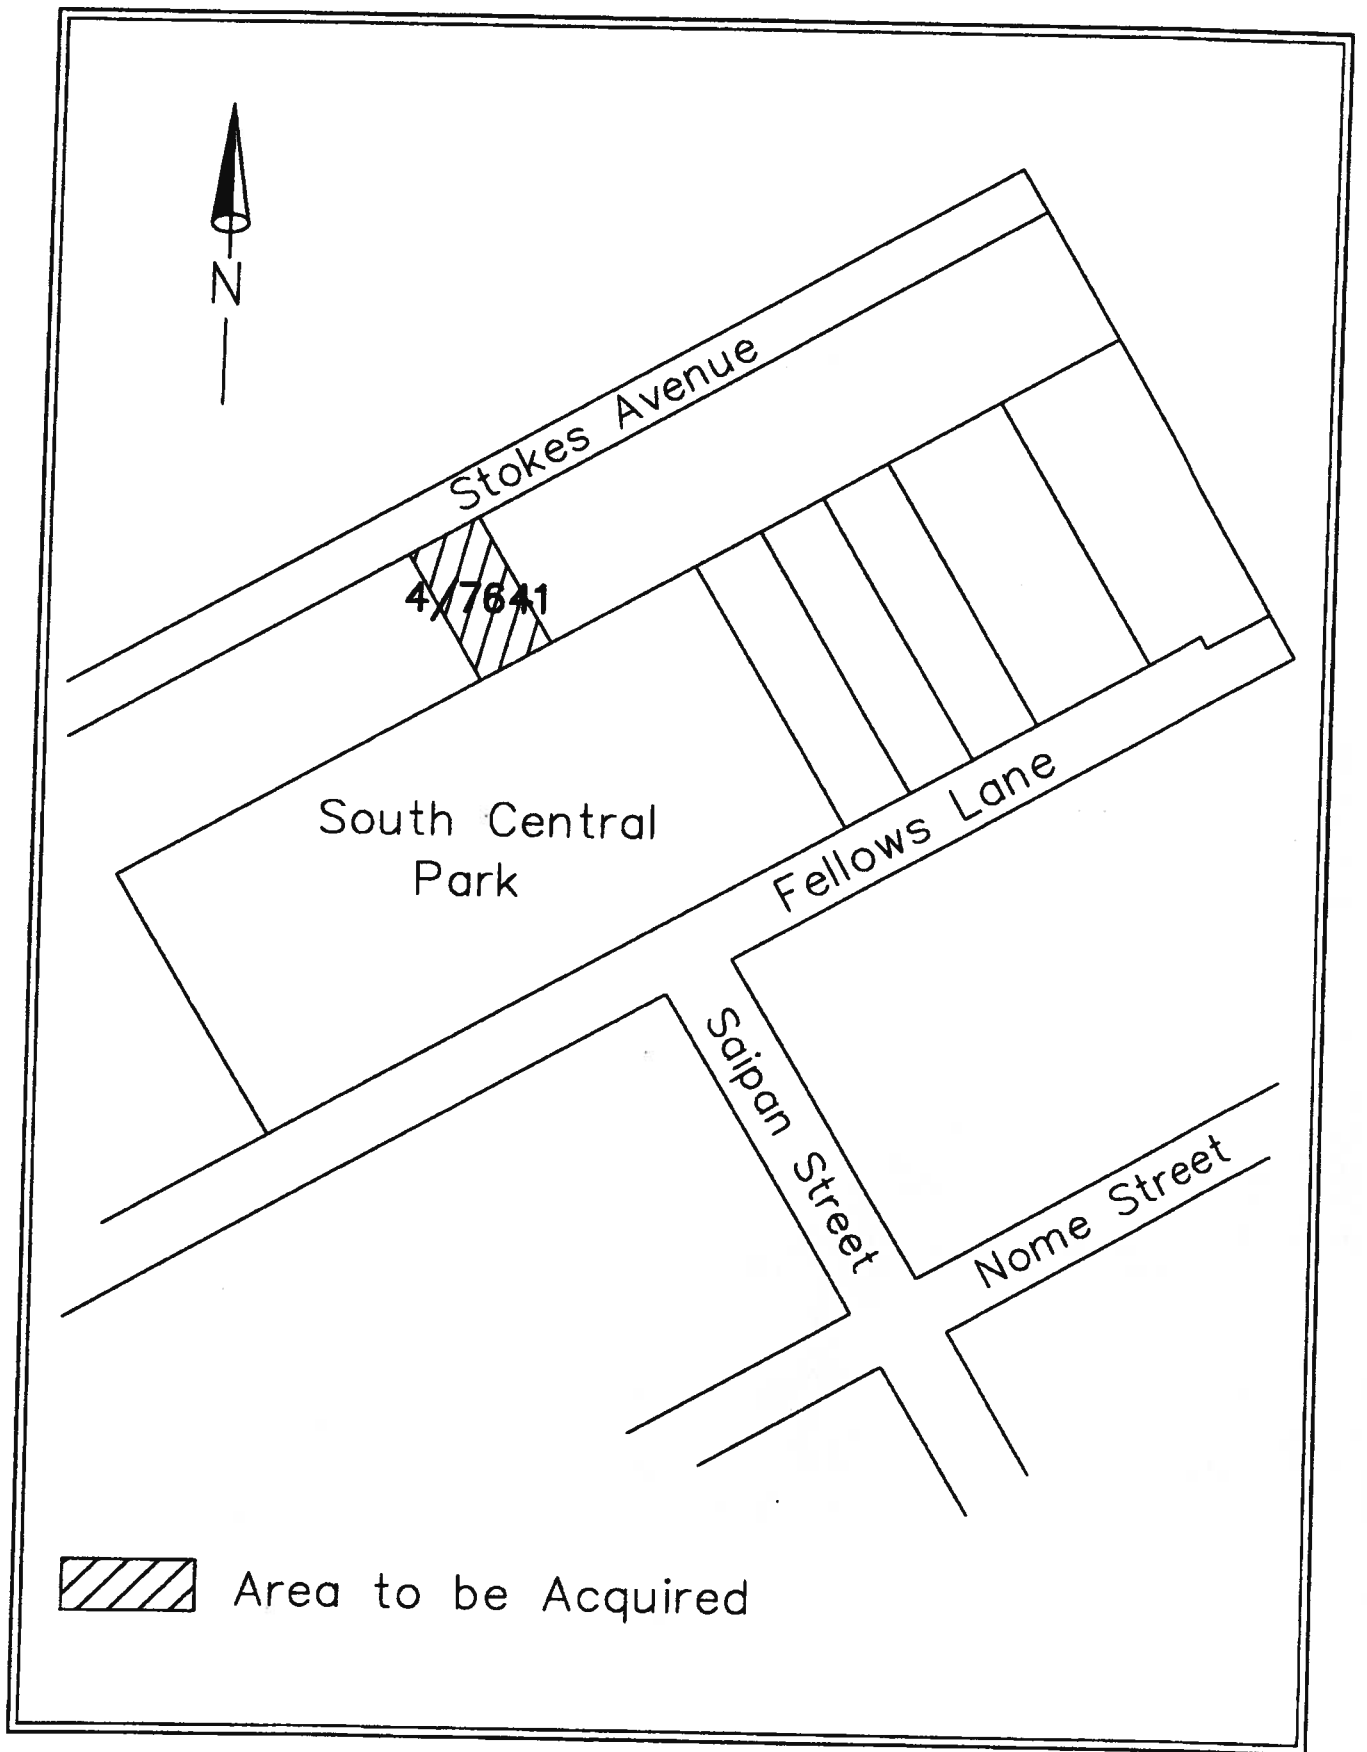 N
Stokes Avenue
4/7641
South Central
Park
Fellows Lane
Saipan Street
Nome Street
Area to be Acquired